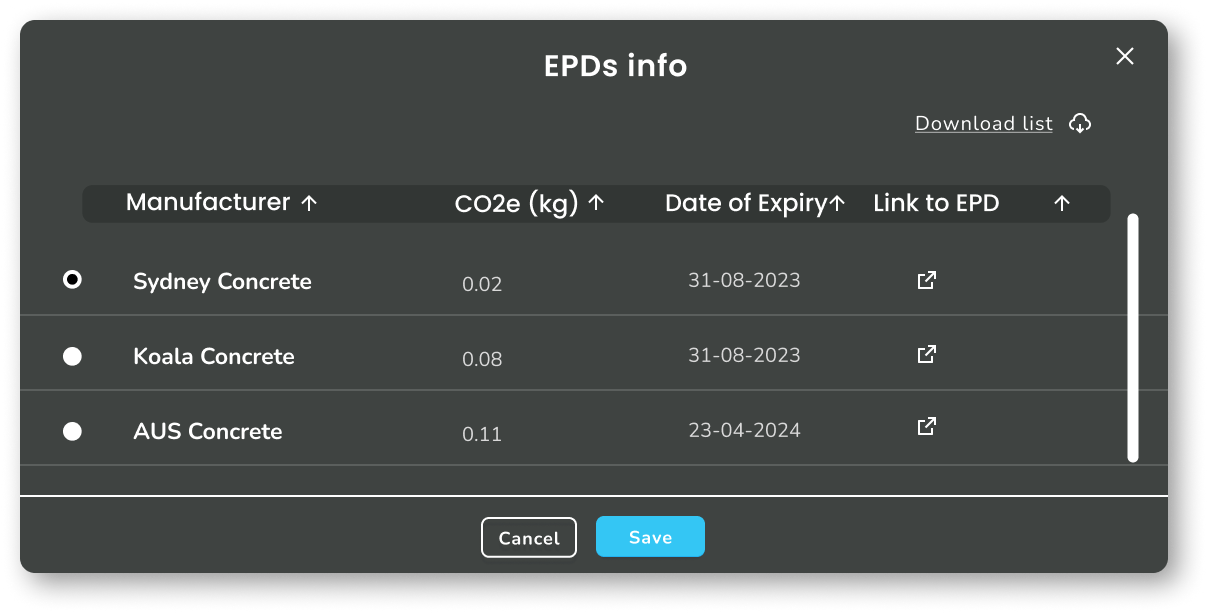 EPDs info
Download list
Manufacturer ↑ CO2e (kg) ↑ Date of Expiry↑ Link to EPD ↑
Sydney Concrete 0.02 31-08-2023
Koala Concrete 0.08 31-08-2023
AUS Concrete 0.11 23-04-2024
Cancel Save